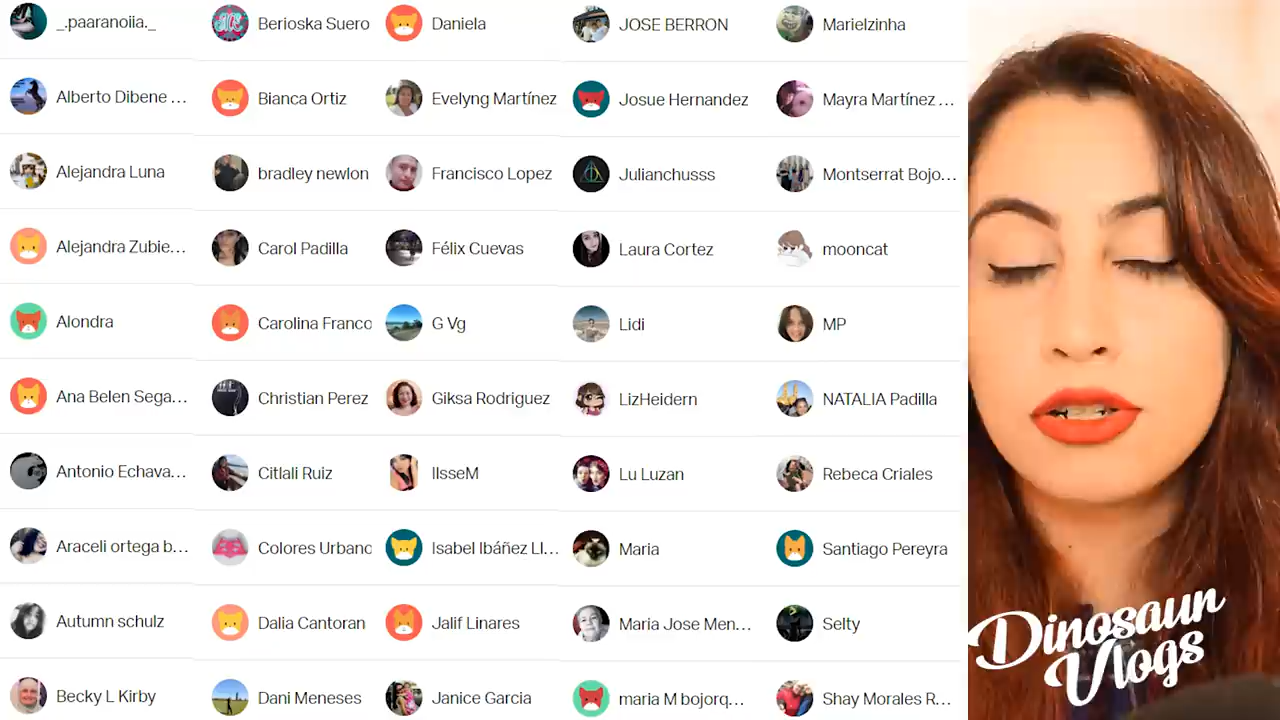 _.paaranoiia._
Alberto Dibene ...
Alejandra Luna
Alejandra Zubie...
Alondra
Ana Belen Sega...
Antonio Echava...
Araceli ortega b...
Autumn schulz
Becky L Kirby
Berioska Suero
Bianca Ortiz
bradley newlon
Carol Padilla
Carolina Franco
Christian Perez
Citlali Ruiz
Colores Urbano
Dalia Cantoran
Dani Meneses
Daniela
Evelyng Martínez
Francisco Lopez
Félix Cuevas
G Vg
Giksa Rodriguez
IlsseM
Isabel Ibáñez Ll...
Jalif Linares
Janice Garcia
JOSE BERRON
Josue Hernandez
Julianchusss
Laura Cortez
Lidi
LizHeidern
Lu Luzan
Maria
Maria Jose Men...
maria M bojorq...
Marielzinha
Mayra Martínez ...
Montserrat Bojo...
mooncat
MP
NATALIA Padilla
Rebeca Criales
Santiago Pereyra
Selty
Shay Morales R...
Dinosaun
Vlogs